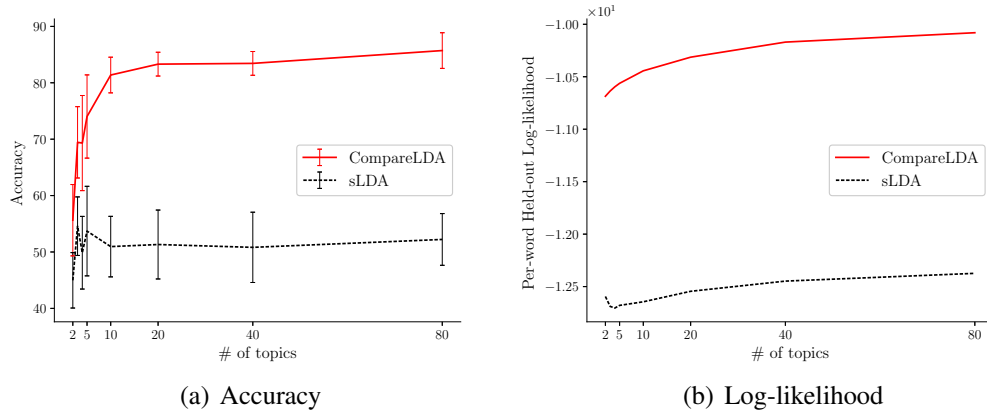 90
80
70
60
50
40
Accuracy
CompareLDA
sLDA
2
5
10
20
40
80
# of topics
(a) Accuracy
×10¹
−1.00
−1.05
−1.10
−1.15
−1.20
−1.25
Per-word Held-out Log-likelihood
CompareLDA
sLDA
2
5
10
20
40
80
# of topics
(b) Log-likelihood